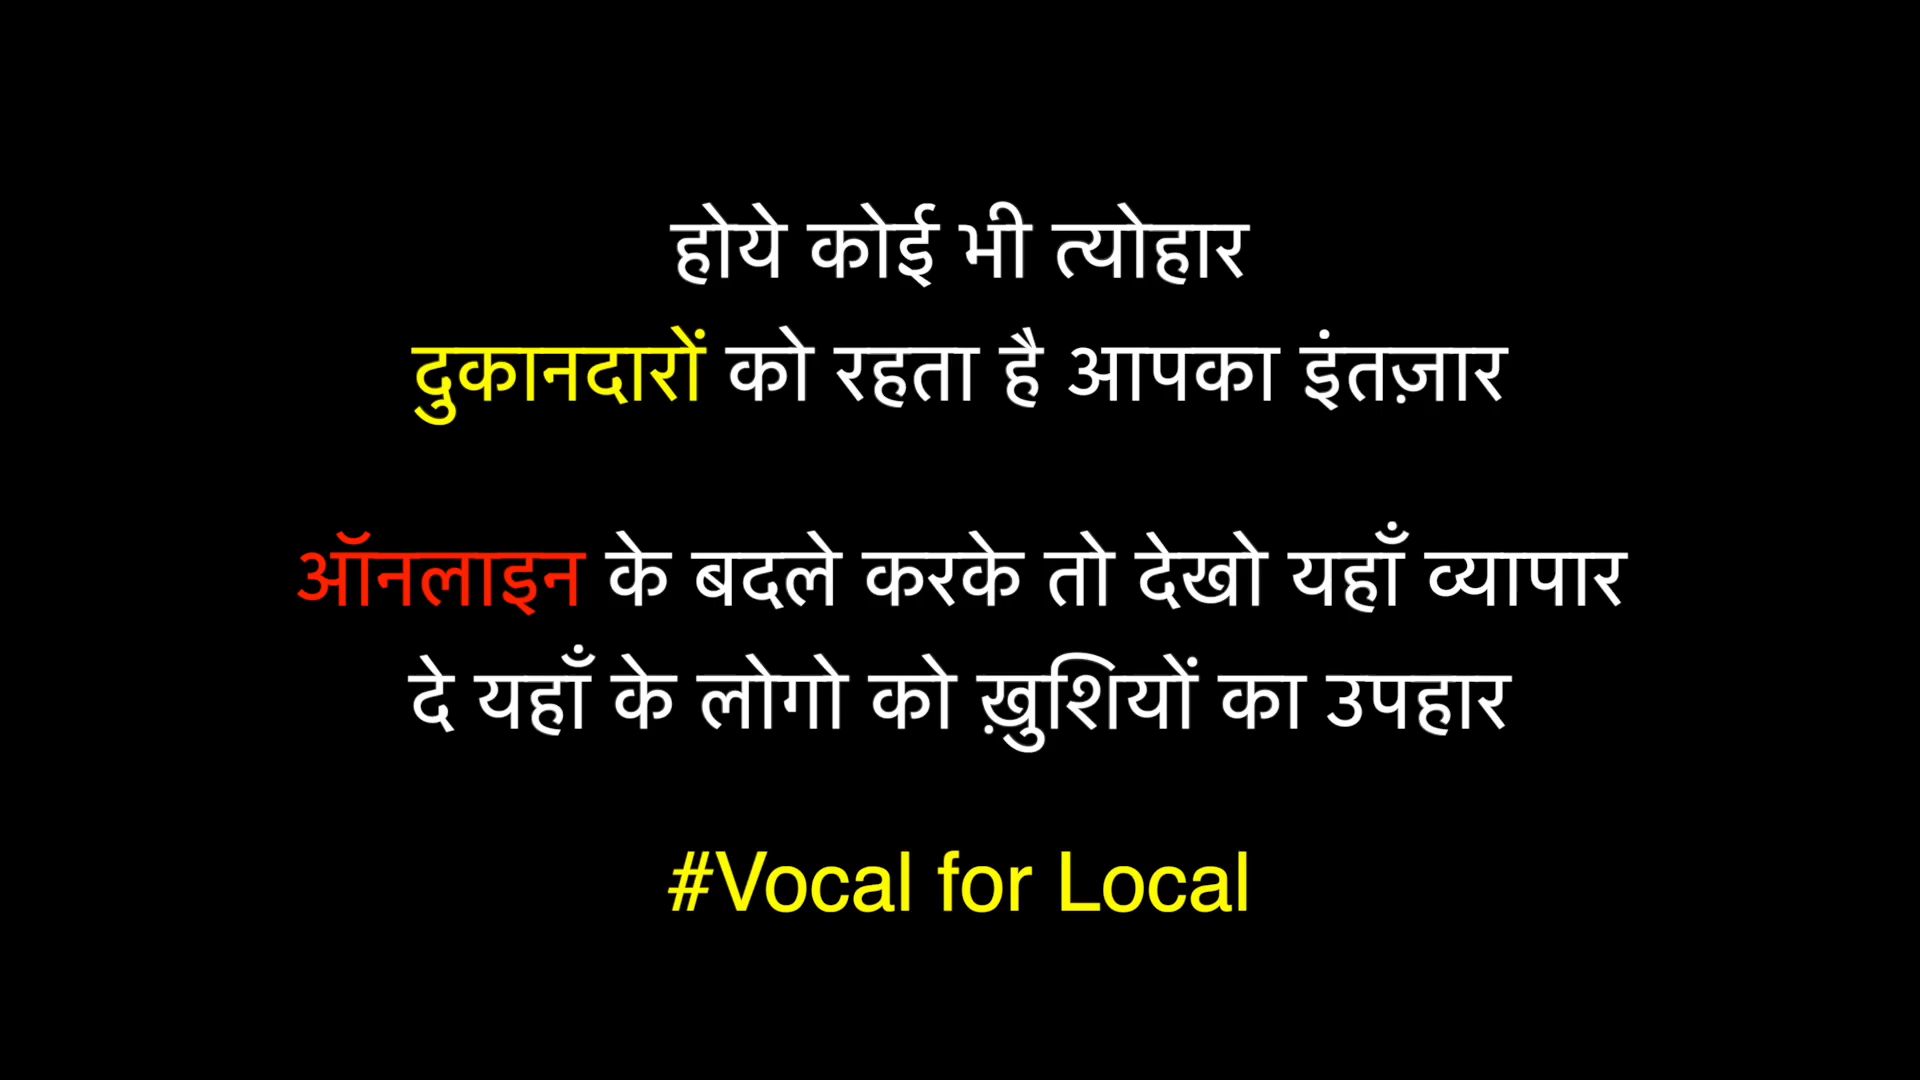 होये कोई भी त्योहार
दुकानदारों को रहता है आपका इंतज़ार
ऑनलाइन के बदले करके तो देखो यहाँ व्यापार
दे यहाँ के लोगो को ख़ुशियों का उपहार
#Vocal for Local